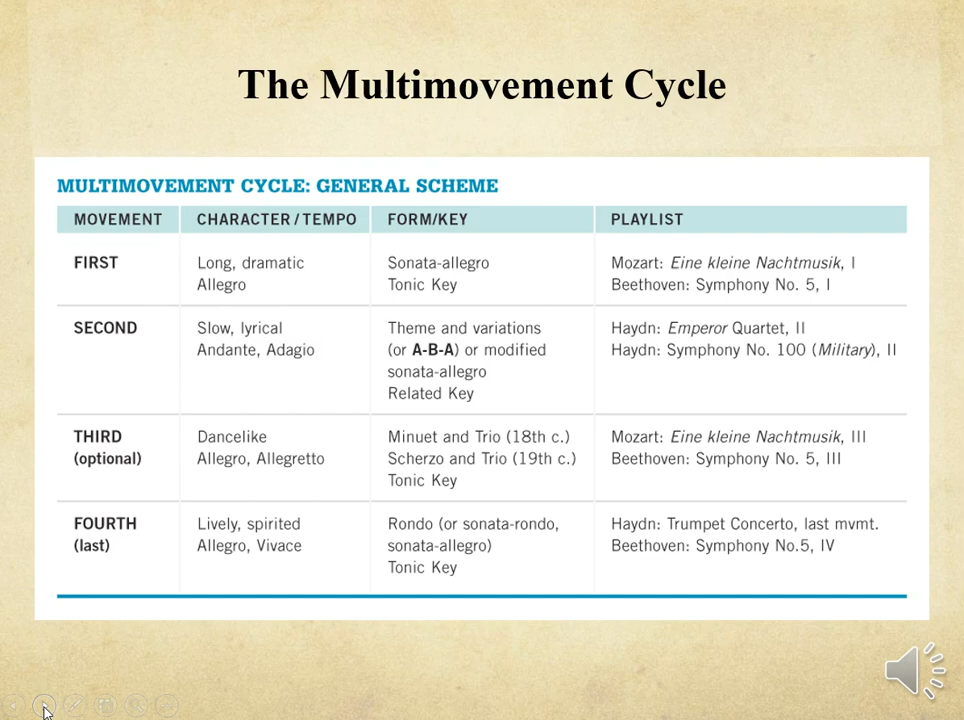 The Multimovement Cycle
MULTIMOVEMENT CYCLE: GENERAL SCHEME
MOVEMENT CHARACTER / TEMPO FORM/KEY PLAYLIST
FIRST Long, dramatic Sonata-allegro Mozart: Eine kleine Nachtmusik, I
Allegro Tonic Key Beethoven: Symphony No. 5, I
SECOND Slow, lyrical Theme and variations Haydn: Emperor Quartet, II
Andante, Adagio (or A-B-A) or modified Haydn: Symphony No. 100 (Military), II
sonata-allegro
Related Key
THIRD Dancelike Minuet and Trio (18th c.) Mozart: Eine kleine Nachtmusik, III
(optional) Allegro, Allegretto Scherzo and Trio (19th c.) Beethoven: Symphony No. 5, III
Tonic Key
FOURTH Lively, spirited Rondo (or sonata-rondo, Haydn: Trumpet Concerto, last mvmt.
(last) Allegro, Vivace sonata-allegro) Beethoven: Symphony No.5, IV
Tonic Key